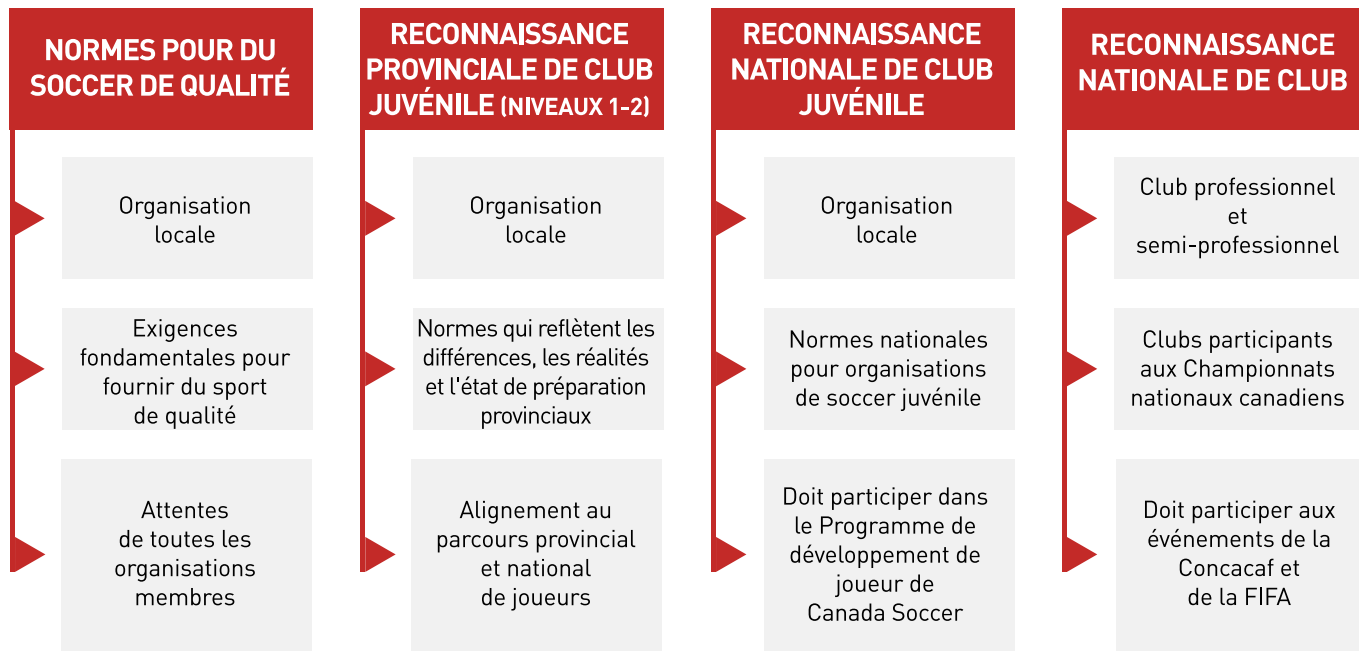 NORMES POUR DU
SOCCER DE QUALITÉ
Organisation
locale
Exigences
fondamentales pour
fournir du sport
de qualité
Attentes
de toutes les
organisations
membres
RECONNAISSANCE
PROVINCIALE DE CLUB
JUVÉNILE (NIVEAUX 1-2)
Organisation
locale
Normes qui reflètent les
différences, les réalités
et l'état de préparation
provinciaux
Alignement au
parcours provincial
et national
de joueurs
RECONNAISSANCE
NATIONALE DE CLUB
JUVÉNILE
Organisation
locale
Normes nationales
pour organisations
de soccer juvénile
Doit participer dans
le Programme de
développement de
joueur de
Canada Soccer
RECONNAISSANCE
NATIONALE DE CLUB
Club professionnel
et
semi-professionnel
Clubs participants
aux Championnats
nationaux canadiens
Doit participer aux
événements de la
Concacaf et
de la FIFA